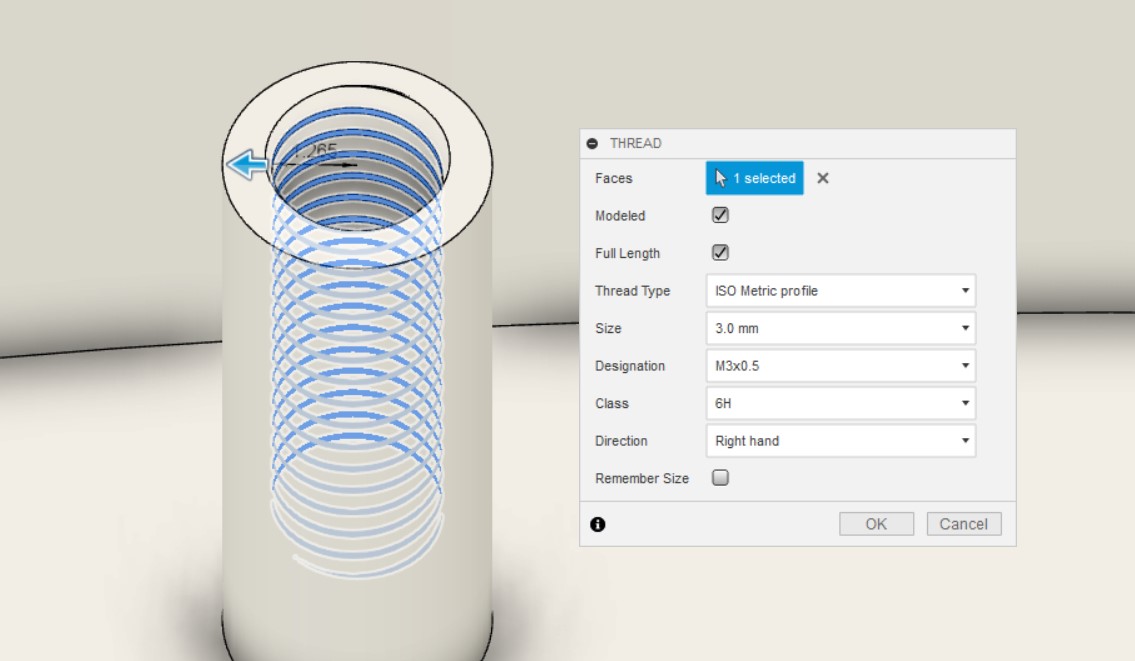 THREAD
Faces 1 selected
Modeled
Full Length
Thread Type ISO Metric profile
Size 3.0 mm
Designation M3x0.5
Class 6H
Direction Right hand
Remember Size
OK Cancel